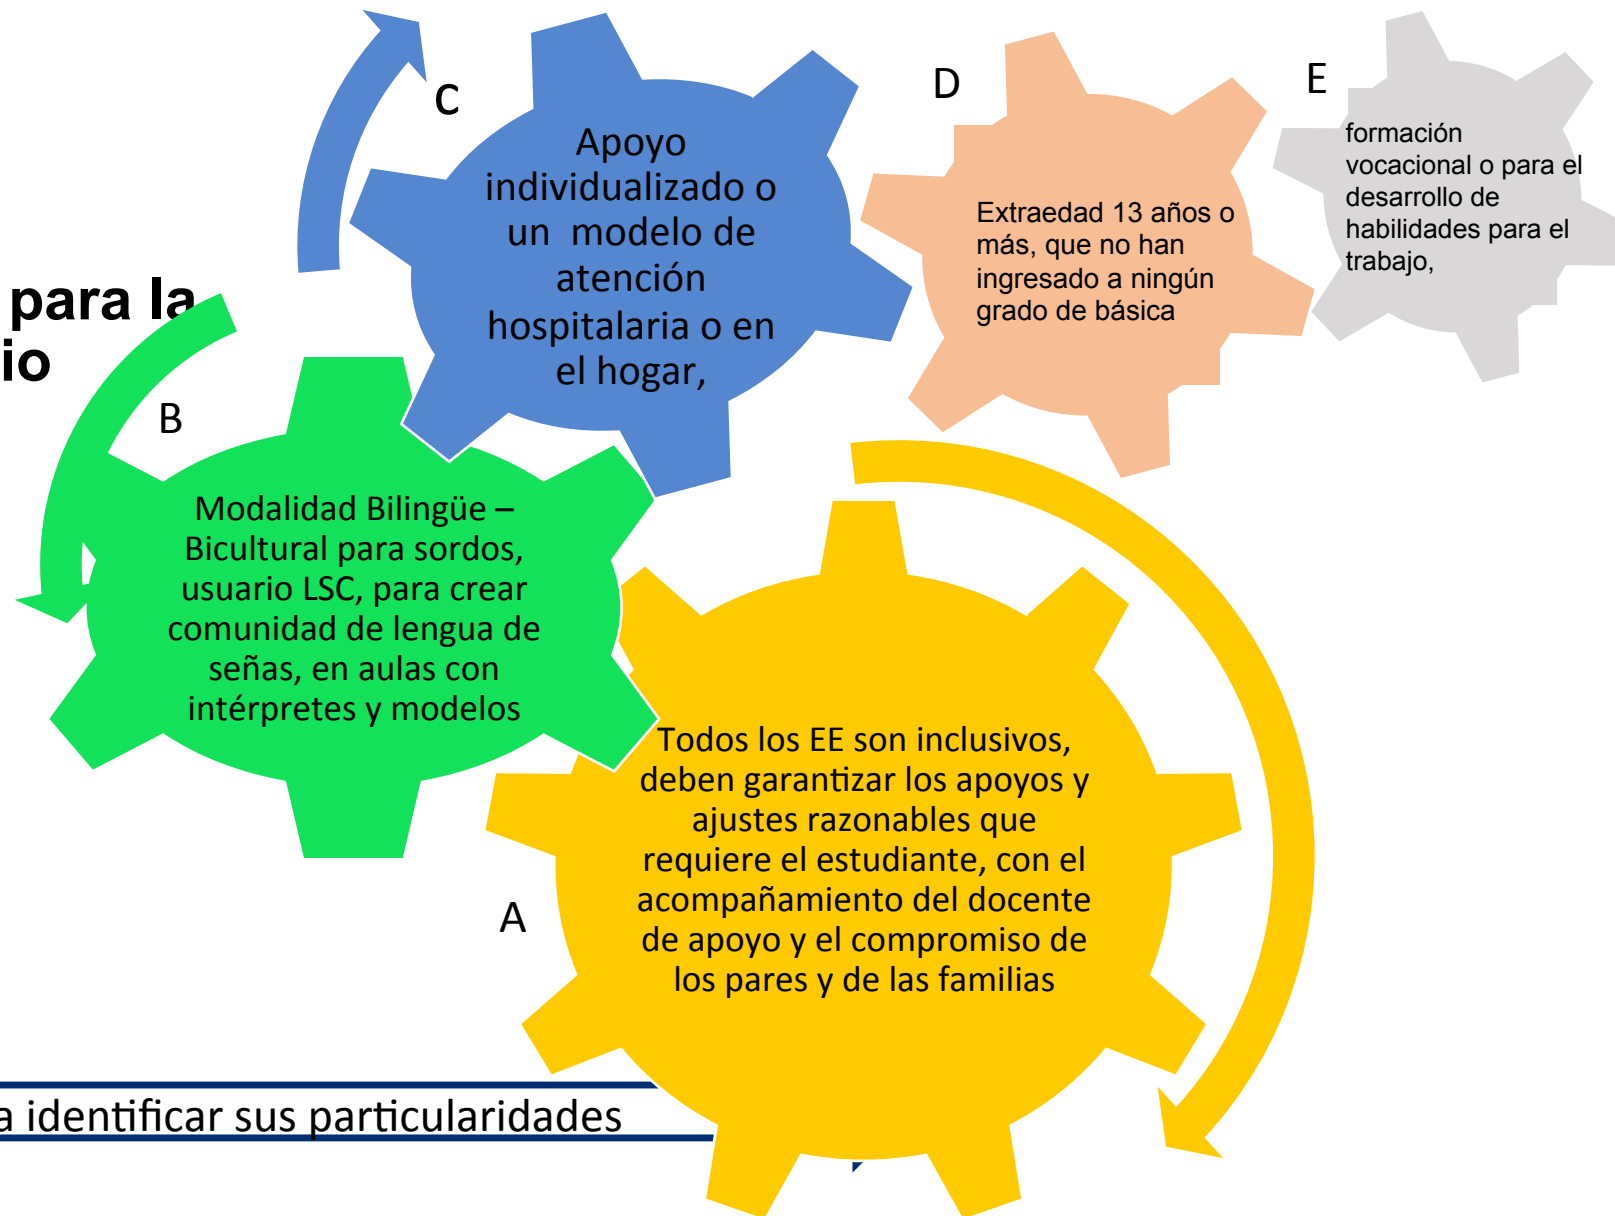 C
Apoyo
individualizado o
un modelo de
atención
hospitalaria o en
el hogar,
D
Extraedad 13 años o
más, que no han
ingresado a ningún
grado de básica
E
formación
vocacional o para el
desarrollo de
habilidades para el
trabajo,
para la
io
B
Modalidad Bilingüe –
Bicultural para sordos,
usuario LSC, para crear
comunidad de lengua de
señas, en aulas con
intérpretes y modelos
A
Todos los EE son inclusivos,
deben garantizar los apoyos y
ajustes razonables que
requiere el estudiante, con el
acompañamiento del docente
de apoyo y el compromiso de
los pares y de las familias
a identificar sus particularidades